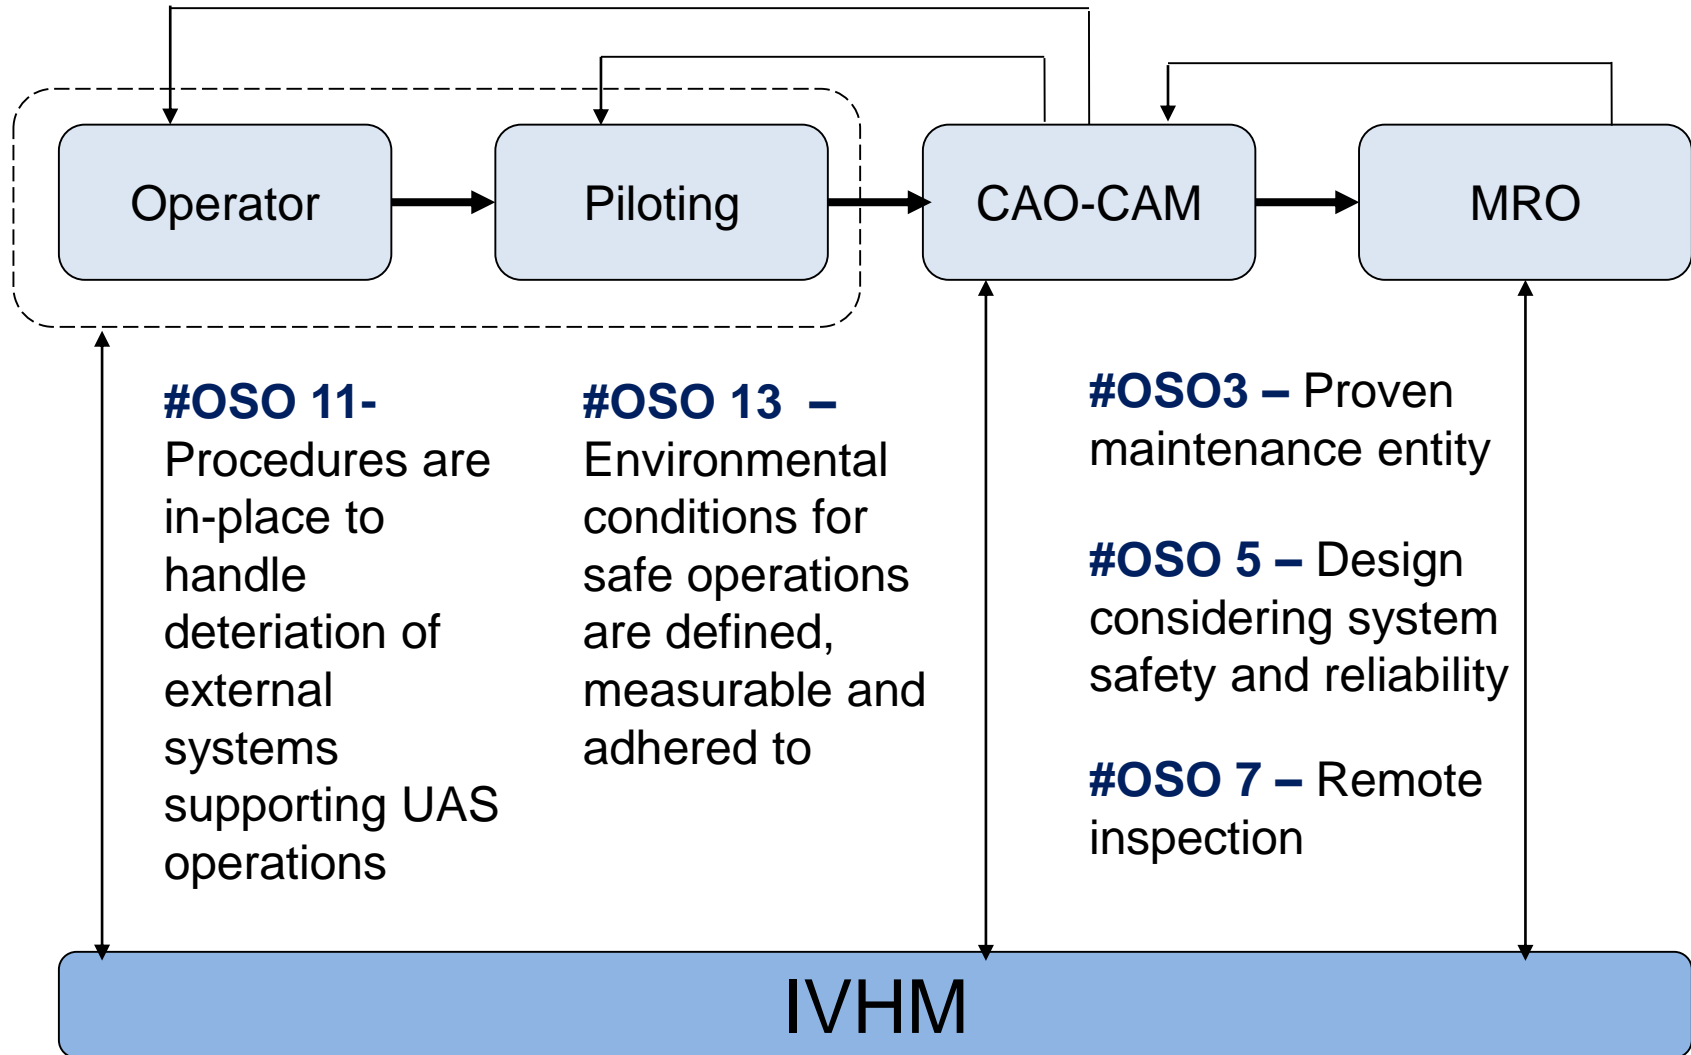 Operator
Piloting
CAO-CAM
MRO
#OSO 11-
Procedures are
in-place to
handle
deteriation of
external
systems
supporting UAS
operations
#OSO 13 –
Environmental
conditions for
safe operations
are defined,
measurable and
adhered to
#OSO3 – Proven
maintenance entity
#OSO 5 – Design
considering system
safety and reliability
#OSO 7 – Remote
inspection
IVHM